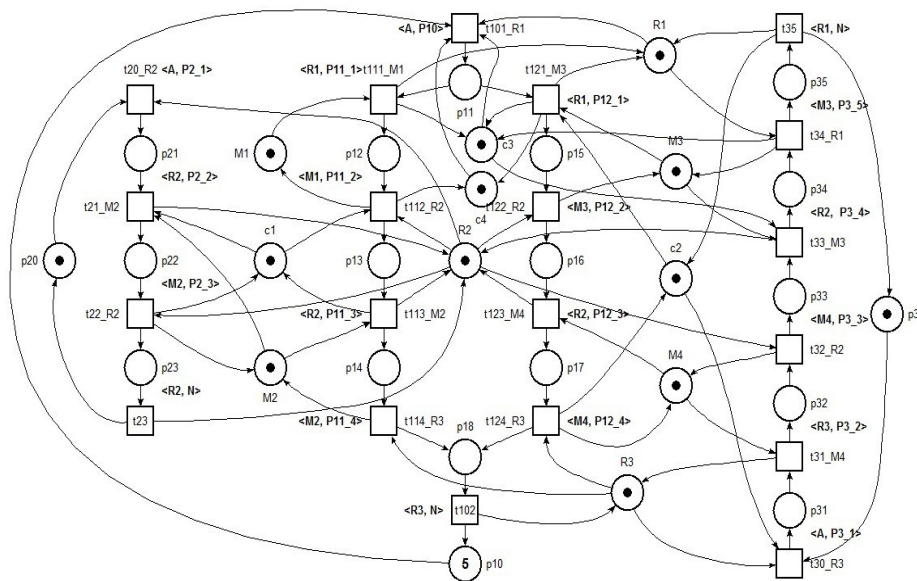 <A, P10>
t101_R1
R1
t35
<R1, N>
t20_R2
<A, P2_1>
<R1, P11_1>
t111_M1
p11
t121_M3
<R1, P12_1>
p35
<M3, P3_5>
p21
M1
p12
c3
p15
M3
t34_R1
<R2, P2_2>
<M1, P11_2>
c4
p34
t21_M2
t112_R2
t122_R2
<M3, P12_2>
<R2, P3_4>
R2
t33_M3
c1
c2
p20
p22
p13
p16
p33
<M2, P2_3>
<R2, P11_3>
t113_M2
t123_M4
<R2, P12_3>
<M4, P3_3>
p3
t22_R2
t32_R2
p23
M2
p14
p17
M4
p32
<R2, N>
<R3, P3_2>
t23
<M2, P11_4>
t114_R3
p18
t124_R3
<M4, P12_4>
t31_M4
R3
<R3, N>
t102
p31
<A, P3_1>
5
p10
t30_R3